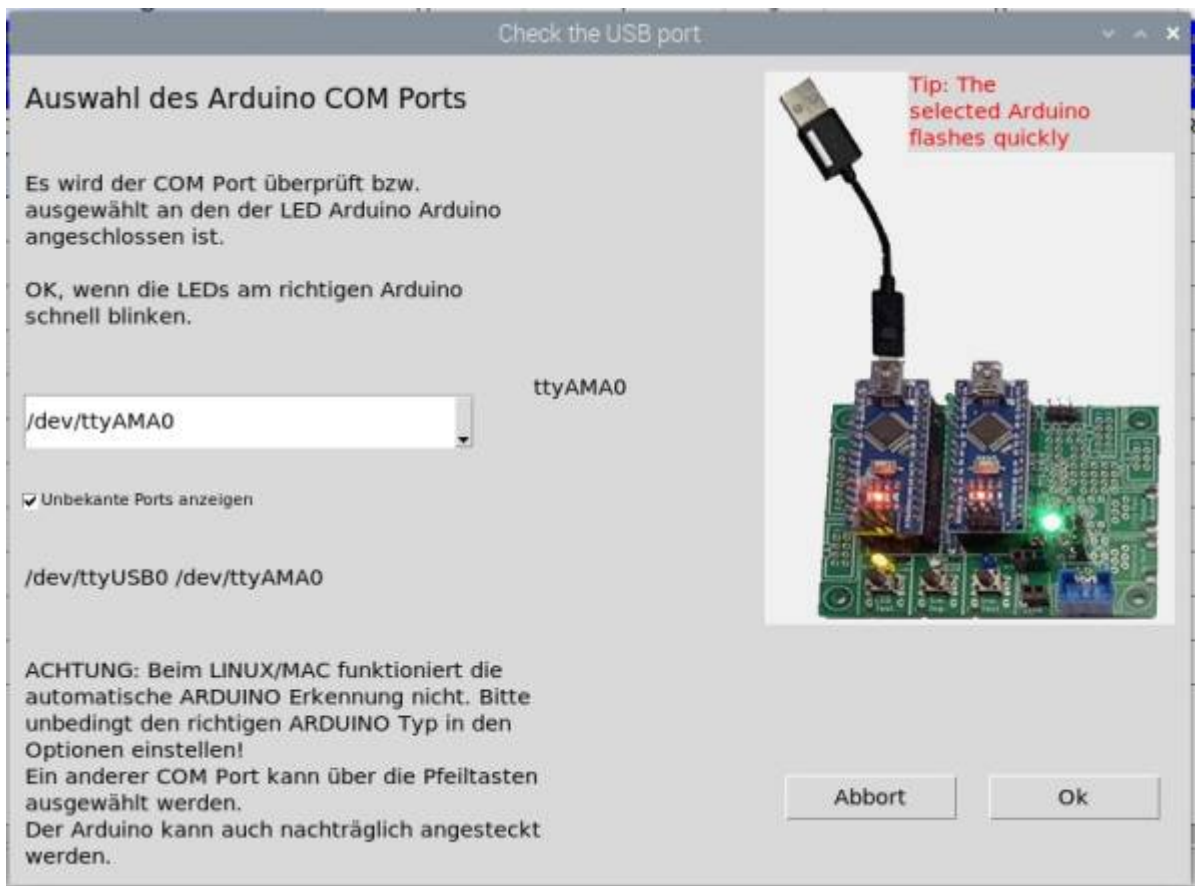 Check the USB port
Auswahl des Arduino COM Ports
Tip: The
selected Arduino
flashes quickly
Es wird der COM Port überprüft bzw.
ausgewählt an den der LED Arduino Arduino
angeschlossen ist.
OK, wenn die LEDs am richtigen Arduino
schnell blinken.
ttyAMA0
/dev/ttyAMA0
Unbekante Ports anzeigen
/dev/ttyUSB0 /dev/ttyAMA0
ACHTUNG: Beim LINUX/MAC funktioniert die
automatische ARDUINO Erkennung nicht. Bitte
unbedingt den richtigen ARDUINO Typ in den
Optionen einstellen!
Ein anderer COM Port kann über die Pfeiltasten
ausgewählt werden.
Der Arduino kann auch nachträglich angesteckt
werden.
Abbort
Ok